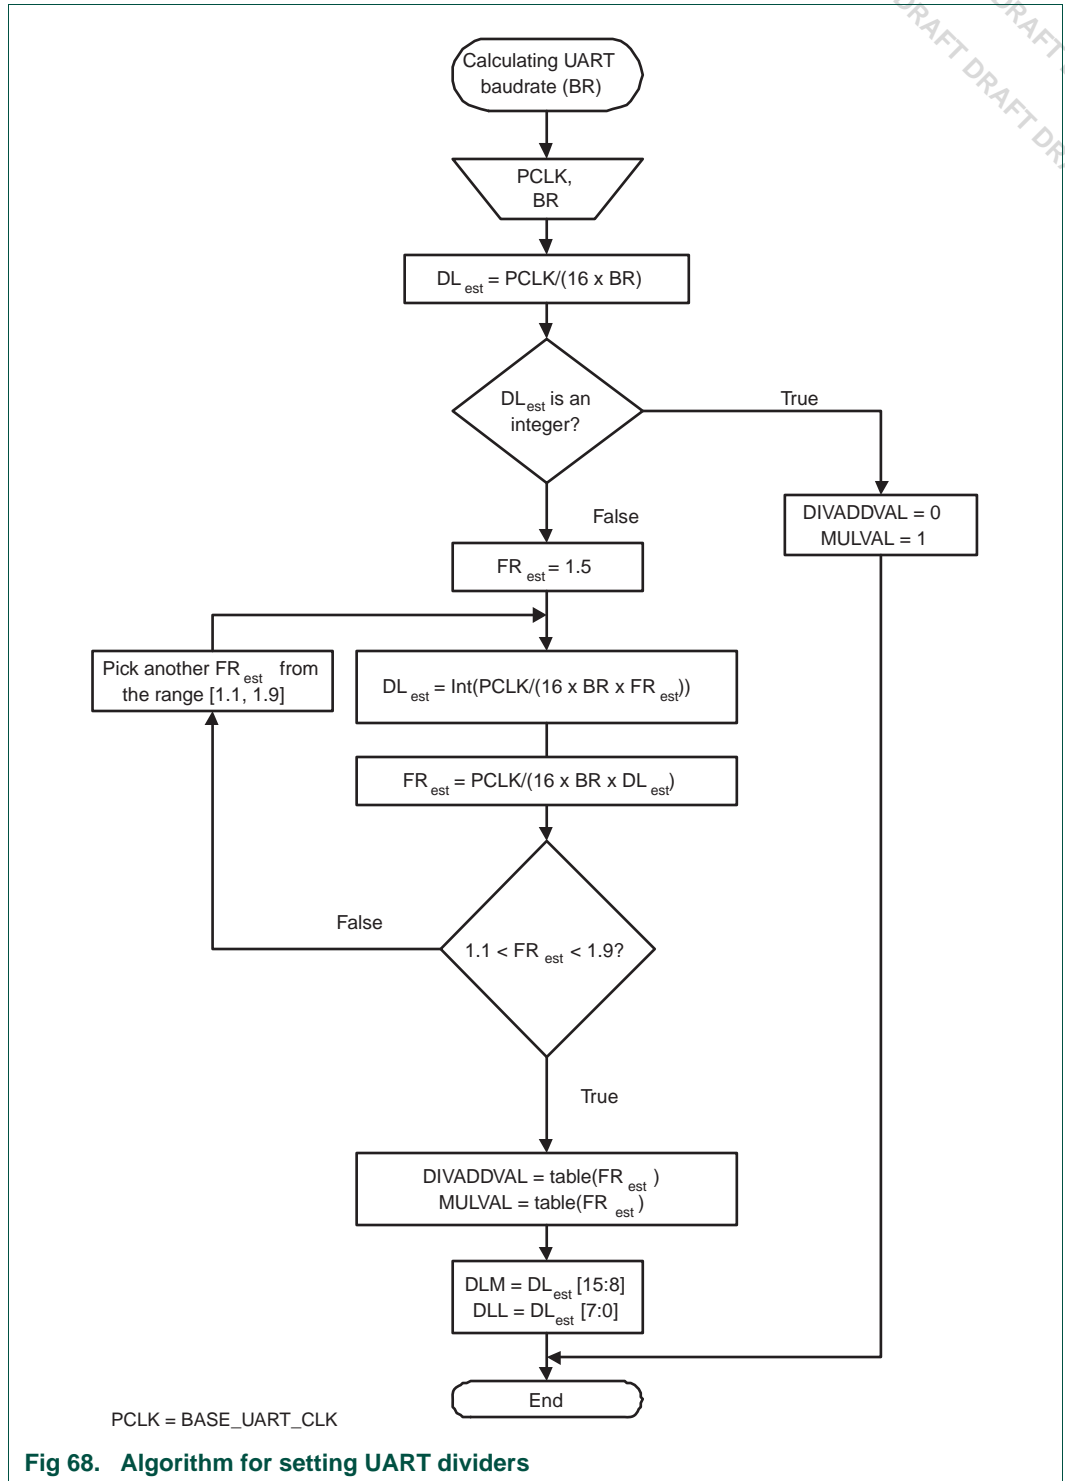 DRAFT DRAFT DRA
DRAFT
Calculating UART
baudrate (BR)
PCLK,
BR
DL est = PCLK/(16 x BR)
DLest is an
integer?
True
False
DIVADDVAL = 0
MULVAL = 1
FR est = 1.5
Pick another FR est from
the range [1.1, 1.9]
DL est = Int(PCLK/(16 x BR x FR est))
FR est = PCLK/(16 x BR x DL est)
False
1.1 < FR est < 1.9?
True
DIVADDVAL = table(FR est )
MULVAL = table(FR est )
DLM = DLest [15:8]
DLL = DLest [7:0]
End
PCLK = BASE_UART_CLK
Fig 68. Algorithm for setting UART dividers